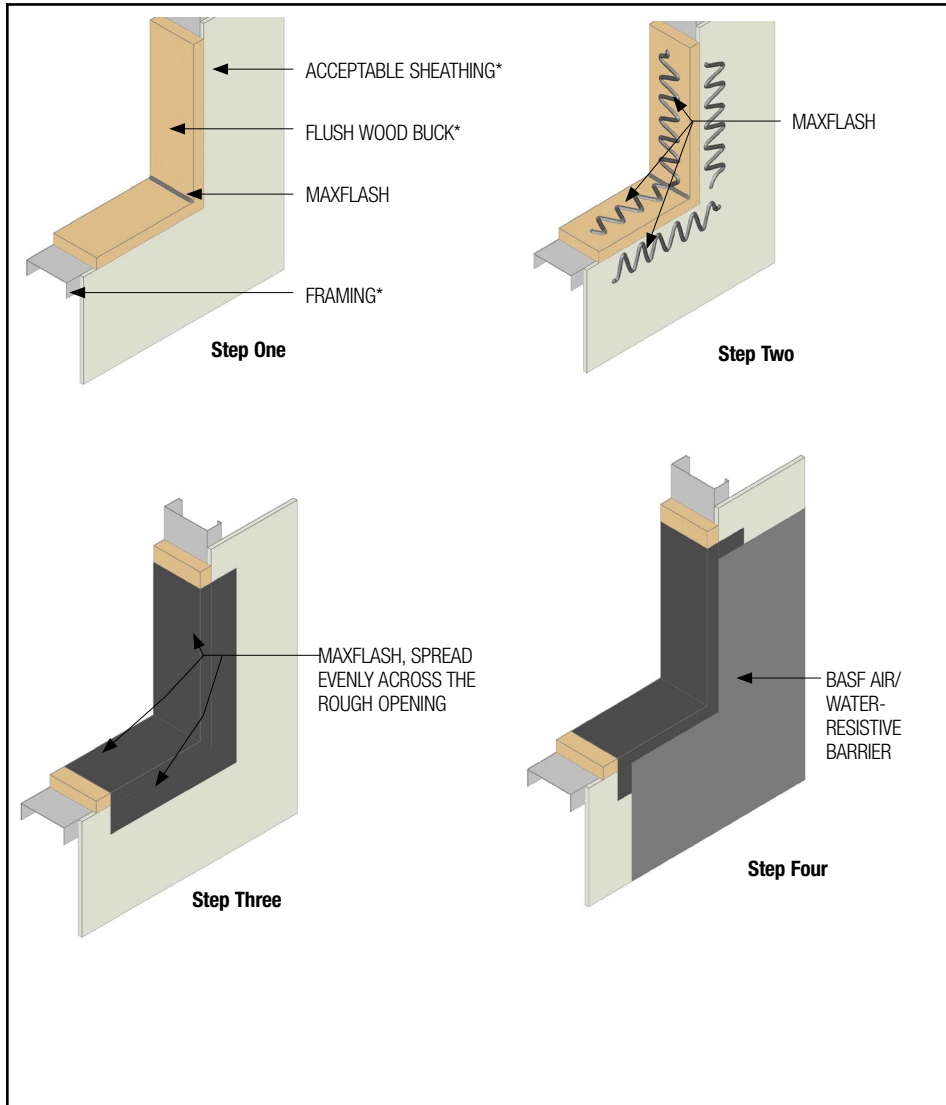 ACCEPTABLE SHEATHING*
FLUSH WOOD BUCK*
MAXFLASH
FRAMING*
Step One
MAXFLASH
Step Two
MAXFLASH, SPREAD
EVENLY ACROSS THE
ROUGH OPENING
Step Three
BASF AIR/
WATER-
RESISTIVE
BARRIER
Step Four